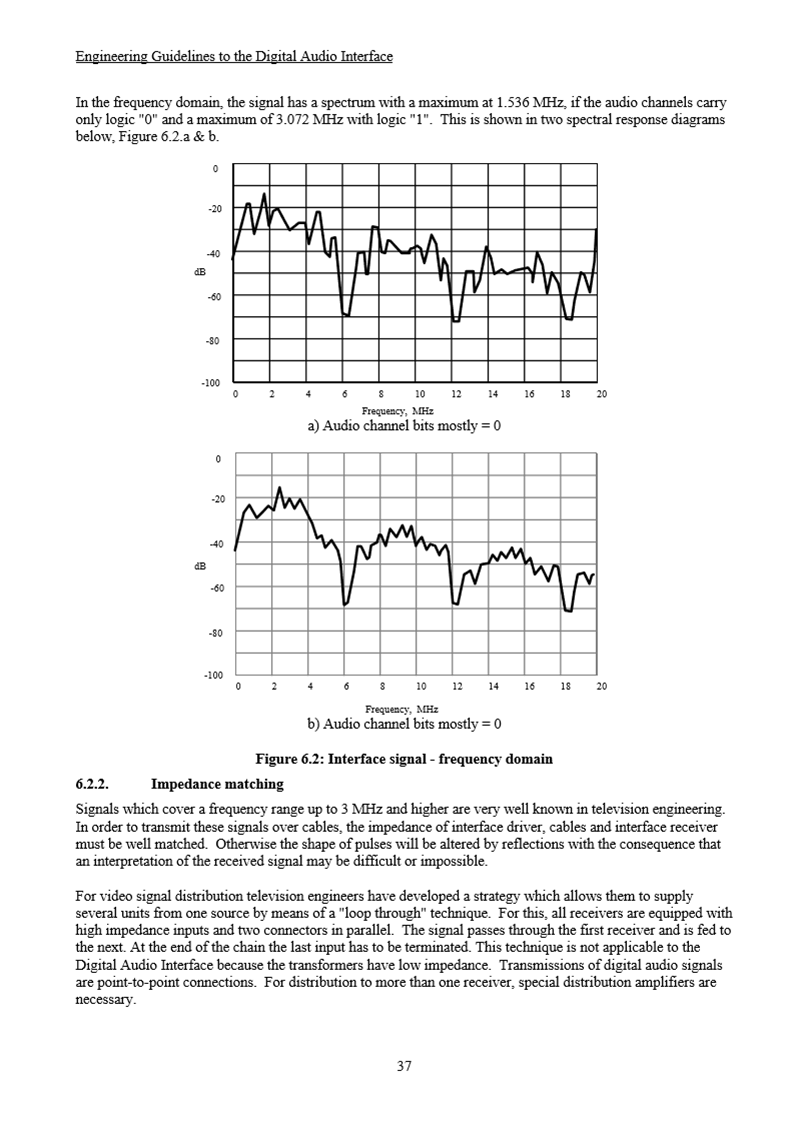 Engineering Guidelines to the Digital Audio Interface
In the frequency domain, the signal has a spectrum with a maximum at 1.536 MHz, if the audio channels carry
only logic "0" and a maximum of 3.072 MHz with logic "1".  This is shown in two spectral response diagrams
below, Figure 6.2.a & b.
0
-20
-40
dB
-60
-80
-100
0 2 4 6 8 10 12 14 16 18 20
Frequency, MHz
a) Audio channel bits mostly = 0
0
-20
-40
dB
-60
-80
-100
0 2 4 6 8 10 12 14 16 18 20
Frequency, MHz
b) Audio channel bits mostly = 0
Figure 6.2: Interface signal - frequency domain
6.2.2. Impedance matching
Signals which cover a frequency range up to 3 MHz and higher are very well known in television engineering.
In order to transmit these signals over cables, the impedance of interface driver, cables and interface receiver
must be well matched.  Otherwise the shape of pulses will be altered by reflections with the consequence that
an interpretation of the received signal may be difficult or impossible.
For video signal distribution television engineers have developed a strategy which allows them to supply
several units from one source by means of a "loop through" technique.  For this, all receivers are equipped with
high impedance inputs and two connectors in parallel.  The signal passes through the first receiver and is fed to
the next. At the end of the chain the last input has to be terminated. This technique is not applicable to the
Digital Audio Interface because the transformers have low impedance.  Transmissions of digital audio signals
are point-to-point connections.  For distribution to more than one receiver, special distribution amplifiers are
necessary.
37